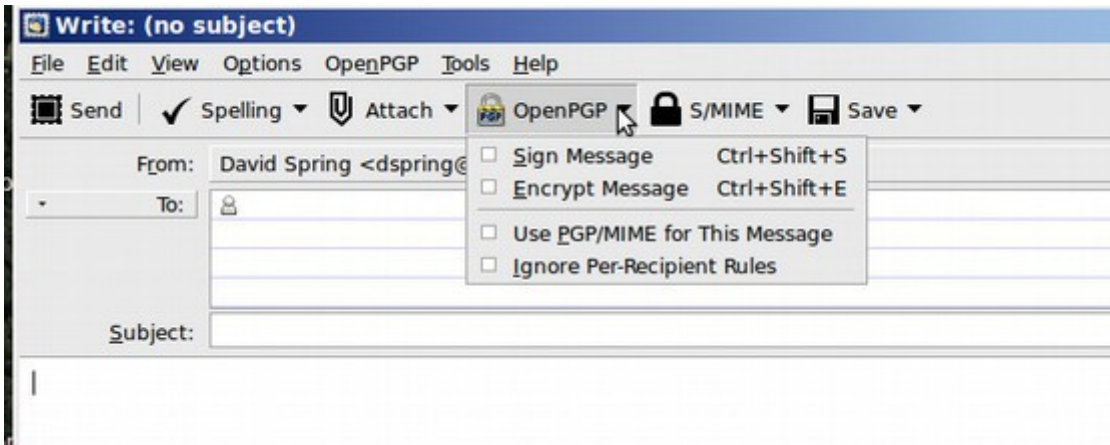 Write: (no subject)
File Edit View Options OpenPGP Tools Help
Send Spelling Attach OpenPGP S/MIME Save
From: David Spring <dspring@
Sign Message Ctrl+Shift+S
To:
Encrypt Message Ctrl+Shift+E
Use PGP/MIME for This Message
Ignore Per-Recipient Rules
Subject: